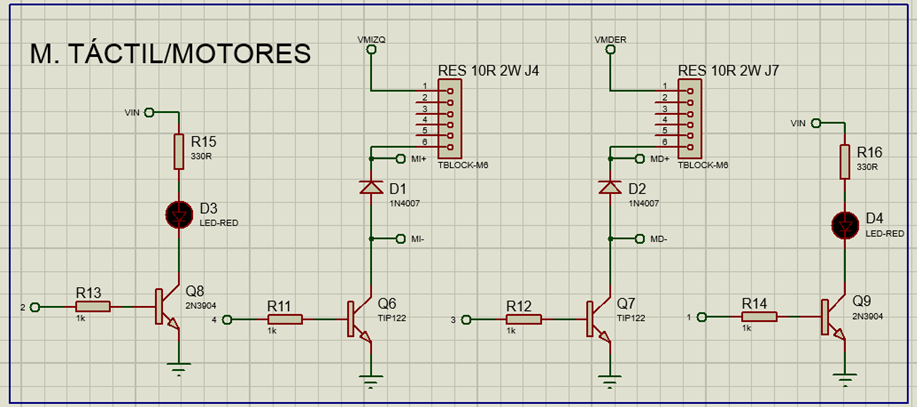 M. TÁCTIL/MOTORES
VMIZQ
VMDER
RES 10R 2W J4
RES 10R 2W J7
1
2
3
4
5
6
TBLOCK-M6
1
2
3
4
5
6
TBLOCK-M6
VIN
R15
330R
D3
LED-RED
MI+
D1
1N4007
MI-
MD+
D2
1N4007
MD-
VIN
R16
330R
D4
LED-RED
2
R13
1k
Q8
2N3904
4
R11
1k
Q6
TIP122
3
R12
1k
Q7
TIP122
1
R14
1k
Q9
2N3904